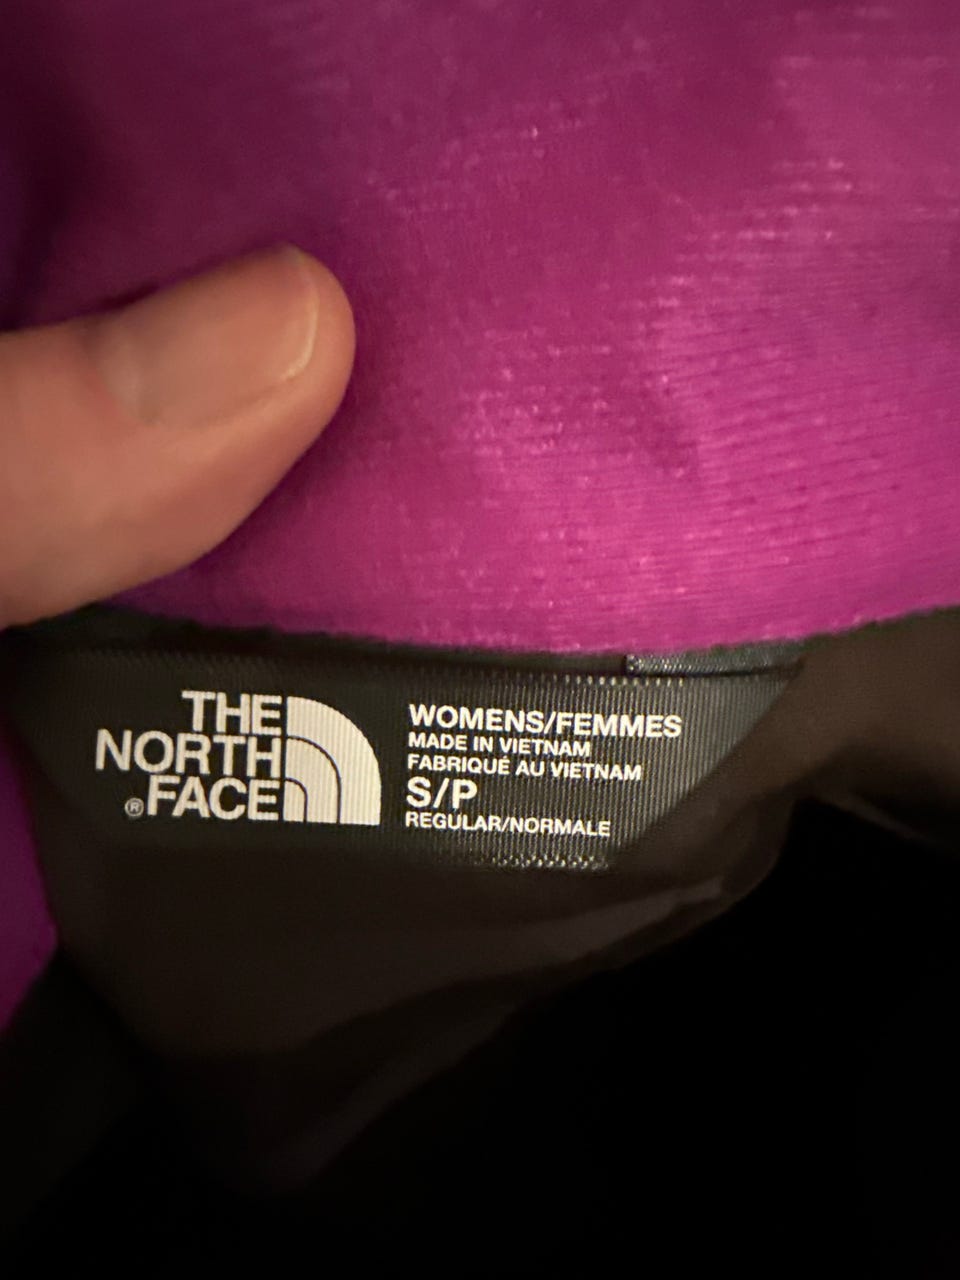 THE
NORTH
®FACE
WOMENS/FEMMES
MADE IN VIETNAM
FABRIQUÉ AU VIETNAM
S/P
REGULAR/NORMALE